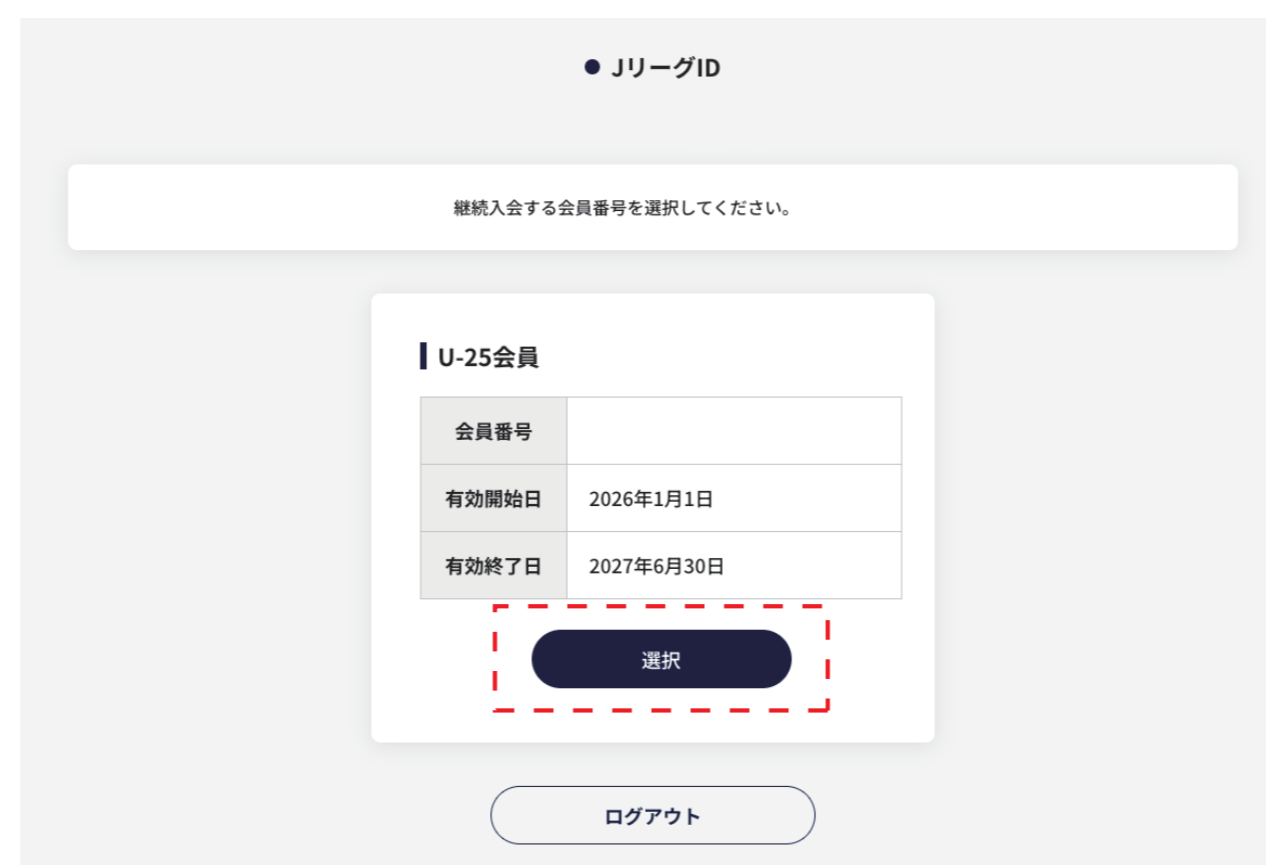 ● JリーグID
継続入会する会員番号を選択してください。
U-25会員
会員番号
有効開始日 2026年1月1日
有効終了日 2027年6月30日
選択
ログアウト